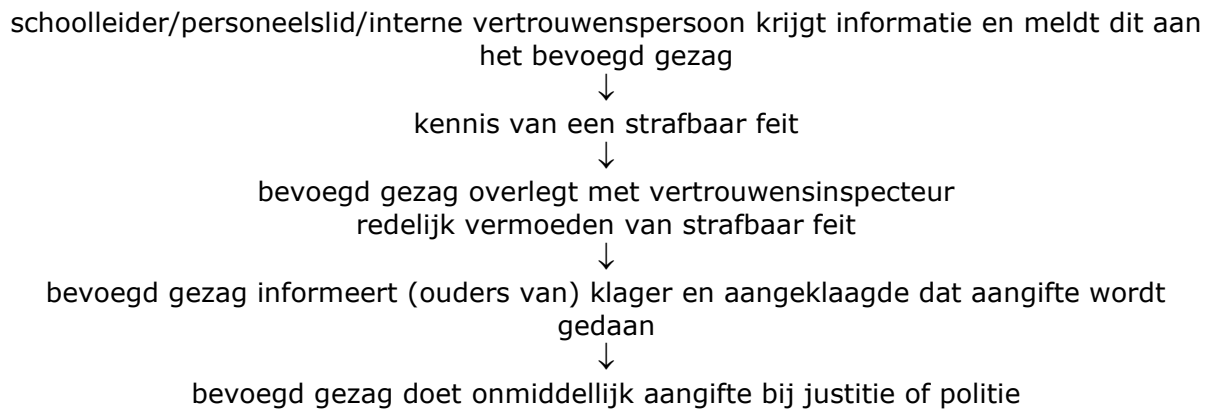 schoolleider/personeelslid/interne vertrouwenspersoon krijgt informatie en meldt dit aan
het bevoegd gezag
↓
kennis van een strafbaar feit
↓
bevoegd gezag overlegt met vertrouwensinspecteur
redelijk vermoeden van strafbaar feit
↓
bevoegd gezag informeert (ouders van) klager en aangeklaagde dat aangifte wordt
gedaan
↓
bevoegd gezag doet onmiddellijk aangifte bij justitie of politie